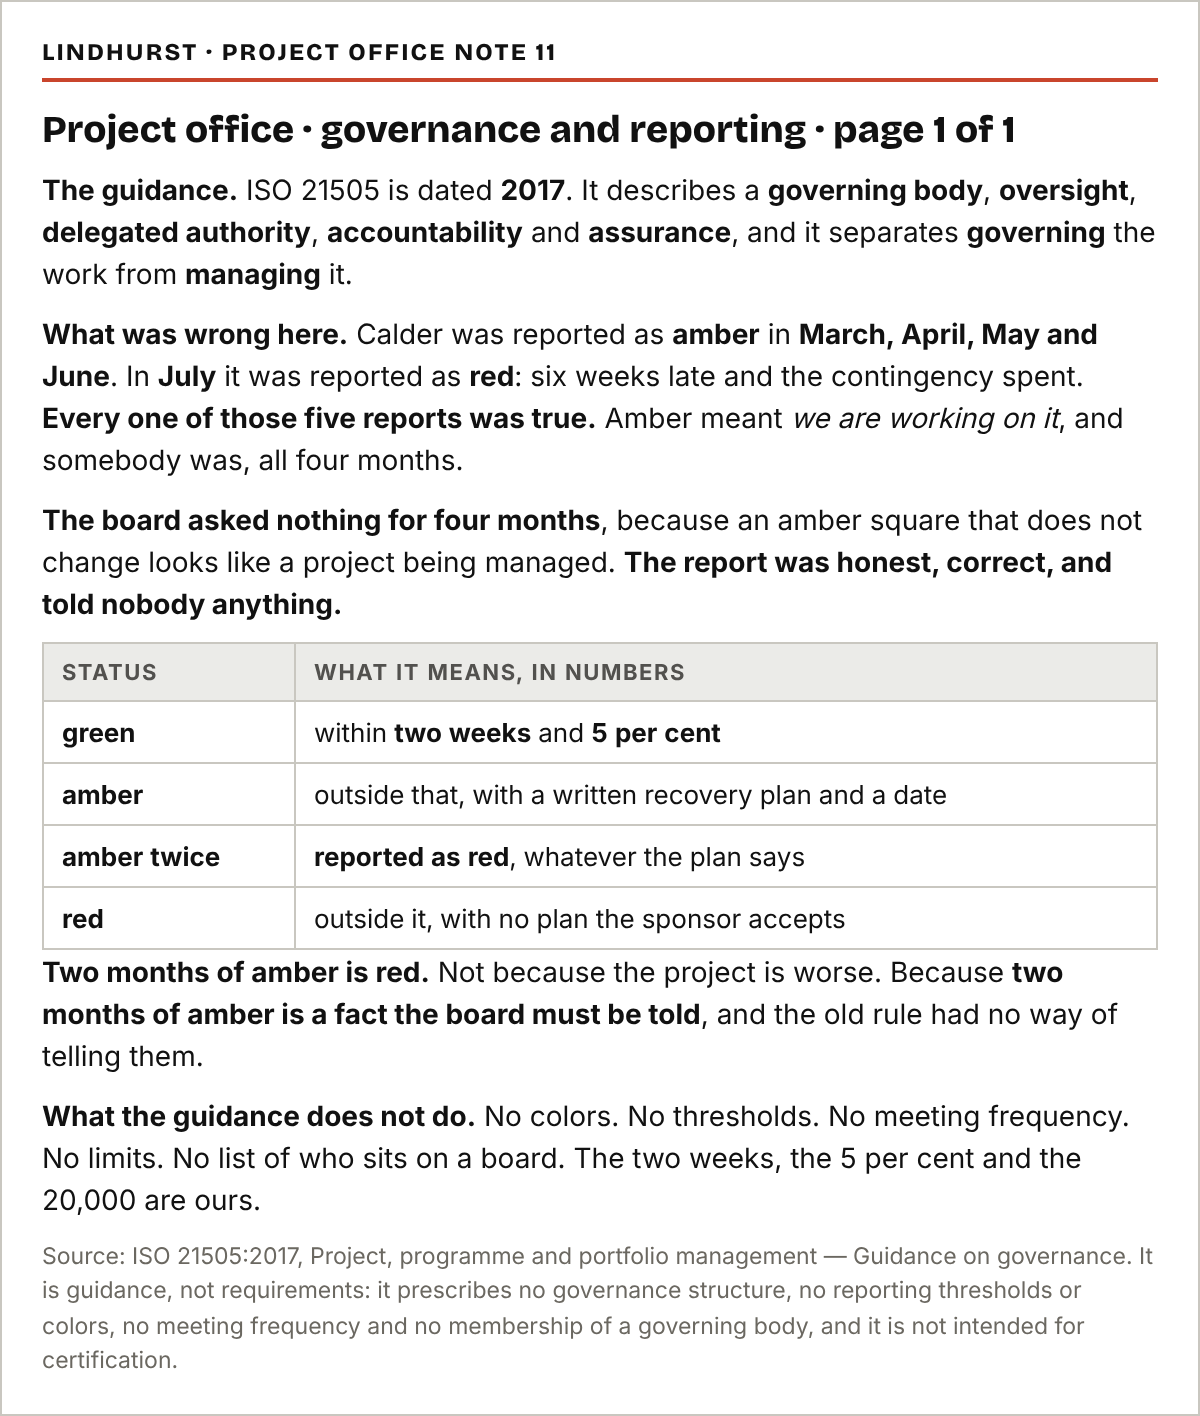 LINDHURST · PROJECT OFFICE NOTE 11
Project office · governance and reporting · page 1 of 1
The guidance. ISO 21505 is dated 2017. It describes a governing body, oversight,
delegated authority, accountability and assurance, and it separates governing the
work from managing it.
What was wrong here. Calder was reported as amber in March, April, May and
June. In July it was reported as red: six weeks late and the contingency spent.
Every one of those five reports was true. Amber meant we are working on it, and
somebody was, all four months.
The board asked nothing for four months, because an amber square that does not
change looks like a project being managed. The report was honest, correct, and
told nobody anything.
STATUS WHAT IT MEANS, IN NUMBERS
green within two weeks and 5 per cent
amber outside that, with a written recovery plan and a date
amber twice reported as red, whatever the plan says
red outside it, with no plan the sponsor accepts
Two months of amber is red. Not because the project is worse. Because two
months of amber is a fact the board must be told, and the old rule had no way of
telling them.
What the guidance does not do. No colors. No thresholds. No meeting frequency.
No limits. No list of who sits on a board. The two weeks, the 5 per cent and the
20,000 are ours.
Source: ISO 21505:2017, Project, programme and portfolio management — Guidance on governance. It
is guidance, not requirements: it prescribes no governance structure, no reporting thresholds or
colors, no meeting frequency and no membership of a governing body, and it is not intended for
certification.